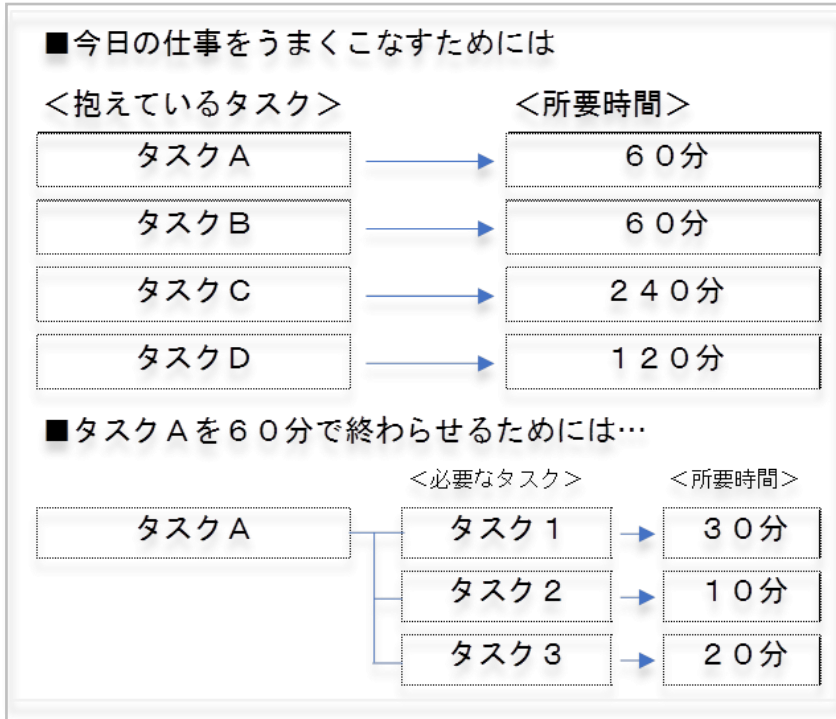 ■今日の仕事をうまくこなすためには
＜抱えているタスク＞ ＜所要時間＞
タスクＡ ６０分
タスクＢ ６０分
タスクＣ ２４０分
タスクＤ １２０分
■タスクＡを６０分で終わらせるためには…
＜必要なタスク＞ ＜所要時間＞
タスクＡ タスク１ ３０分
タスク２ １０分
タスク３ ２０分